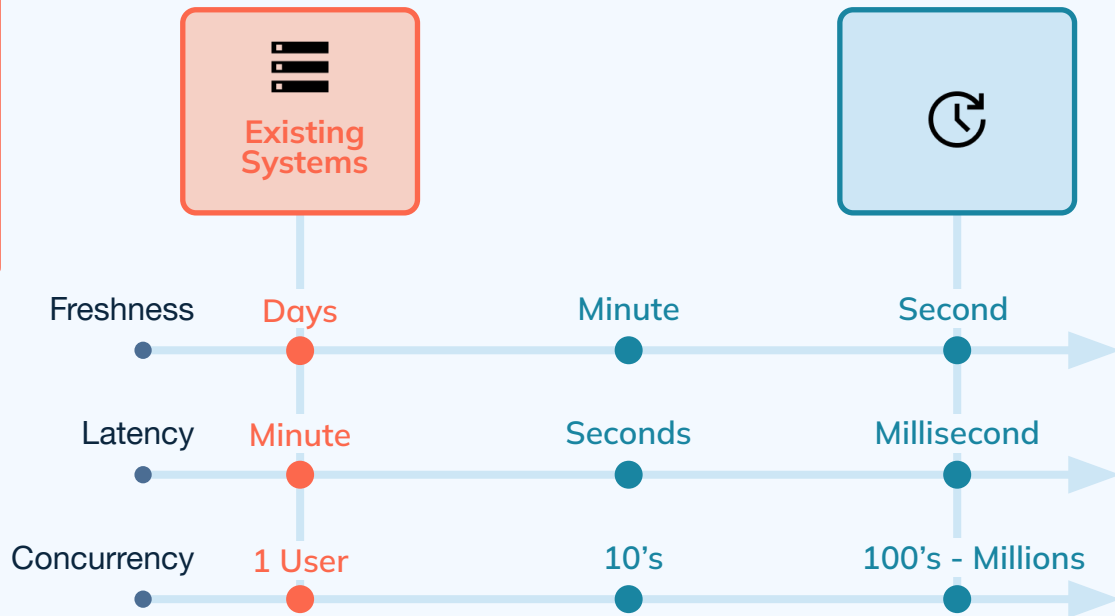 Existing
Systems
Freshness Days Minute Second
Latency Minute Seconds Millisecond
Concurrency 1 User 10’s 100’s - Millions